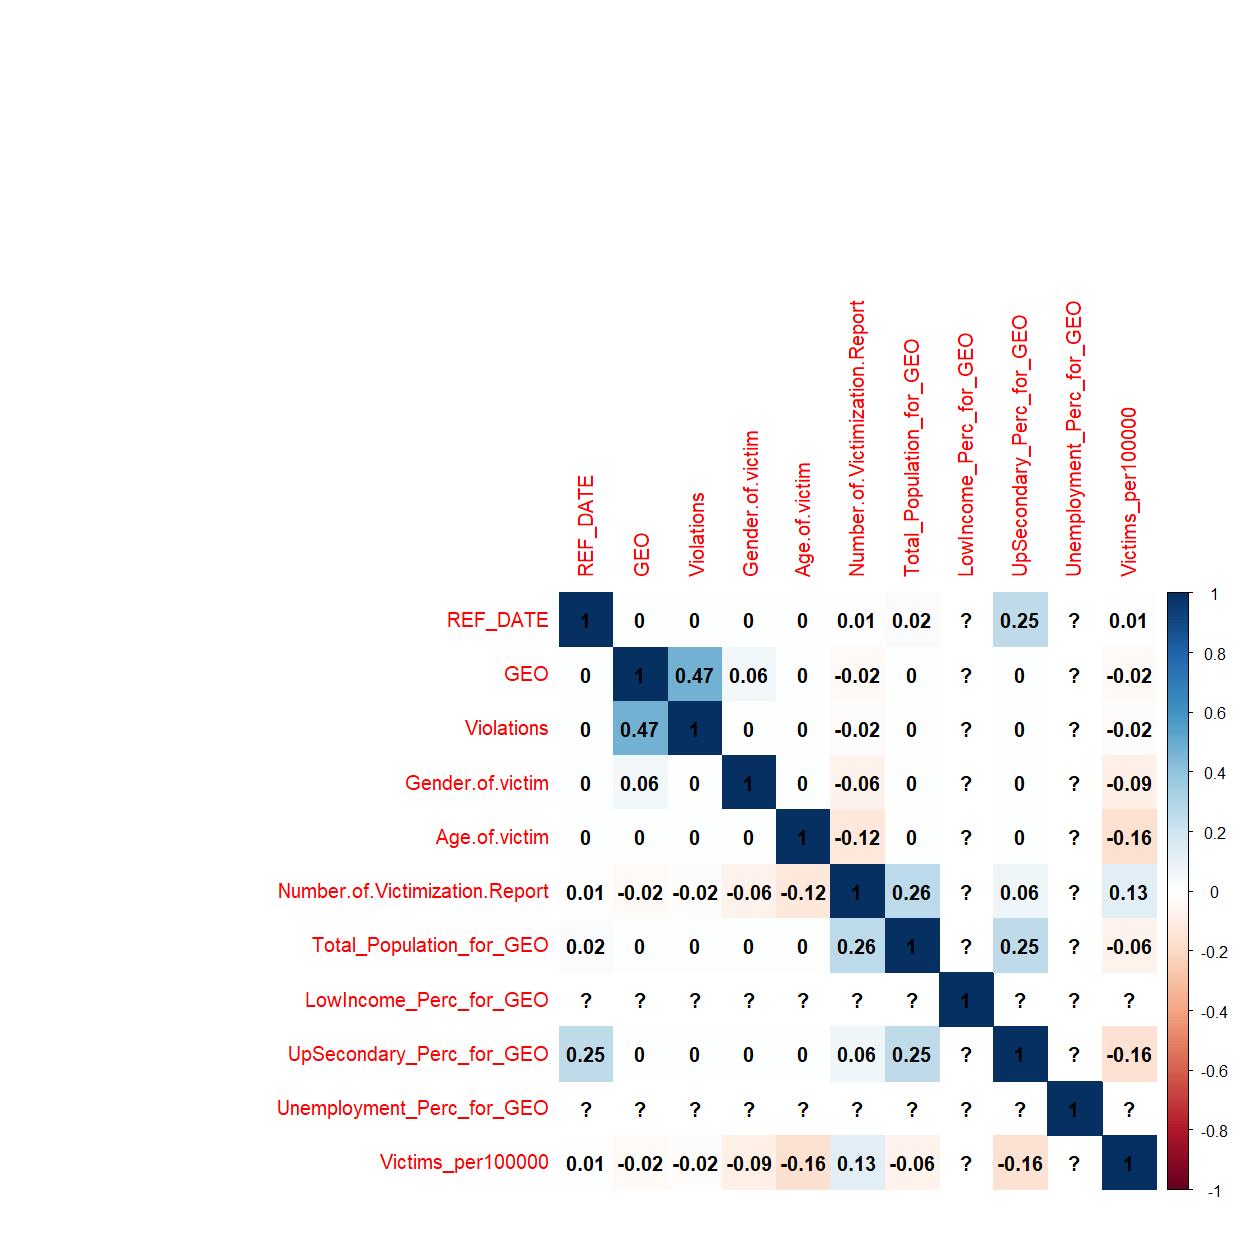 REF_DATE
GEO
Violations
Gender.of.victim
Age.of.victim
Number.of.Victimization.Report
Total_Population_for_GEO
LowIncome_Perc_for_GEO
UpSecondary_Perc_for_GEO
Unemployment_Perc_for_GEO
Victims_per100000
REF_DATE 1 0 0 0 0 0.01 0.02 ? 0.25 ? 0.01
GEO 0 1 0.47 0.06 0 -0.02 0 ? 0 ? -0.02
Violations 0 0.47 1 0 0 -0.02 0 ? 0 ? -0.02
Gender.of.victim 0 0.06 0 1 0 -0.06 0 ? 0 ? -0.09
Age.of.victim 0 0 0 0 1 -0.12 0 ? 0 ? -0.16
Number.of.Victimization.Report 0.01 -0.02 -0.02 -0.06 -0.12 1 0.26 ? 0.06 ? 0.13
Total_Population_for_GEO 0.02 0 0 0 0 0.26 1 ? 0.25 ? -0.06
LowIncome_Perc_for_GEO ? ? ? ? ? ? ? 1 ? ? ?
UpSecondary_Perc_for_GEO 0.25 0 0 0 0 0.06 0.25 ? 1 ? -0.16
Unemployment_Perc_for_GEO ? ? ? ? ? ? ? ? ? 1 ?
Victims_per100000 0.01 -0.02 -0.02 -0.09 -0.16 0.13 -0.06 ? -0.16 ? 1
1
0.8
0.6
0.4
0.2
0
-0.2
-0.4
-0.6
-0.8
-1